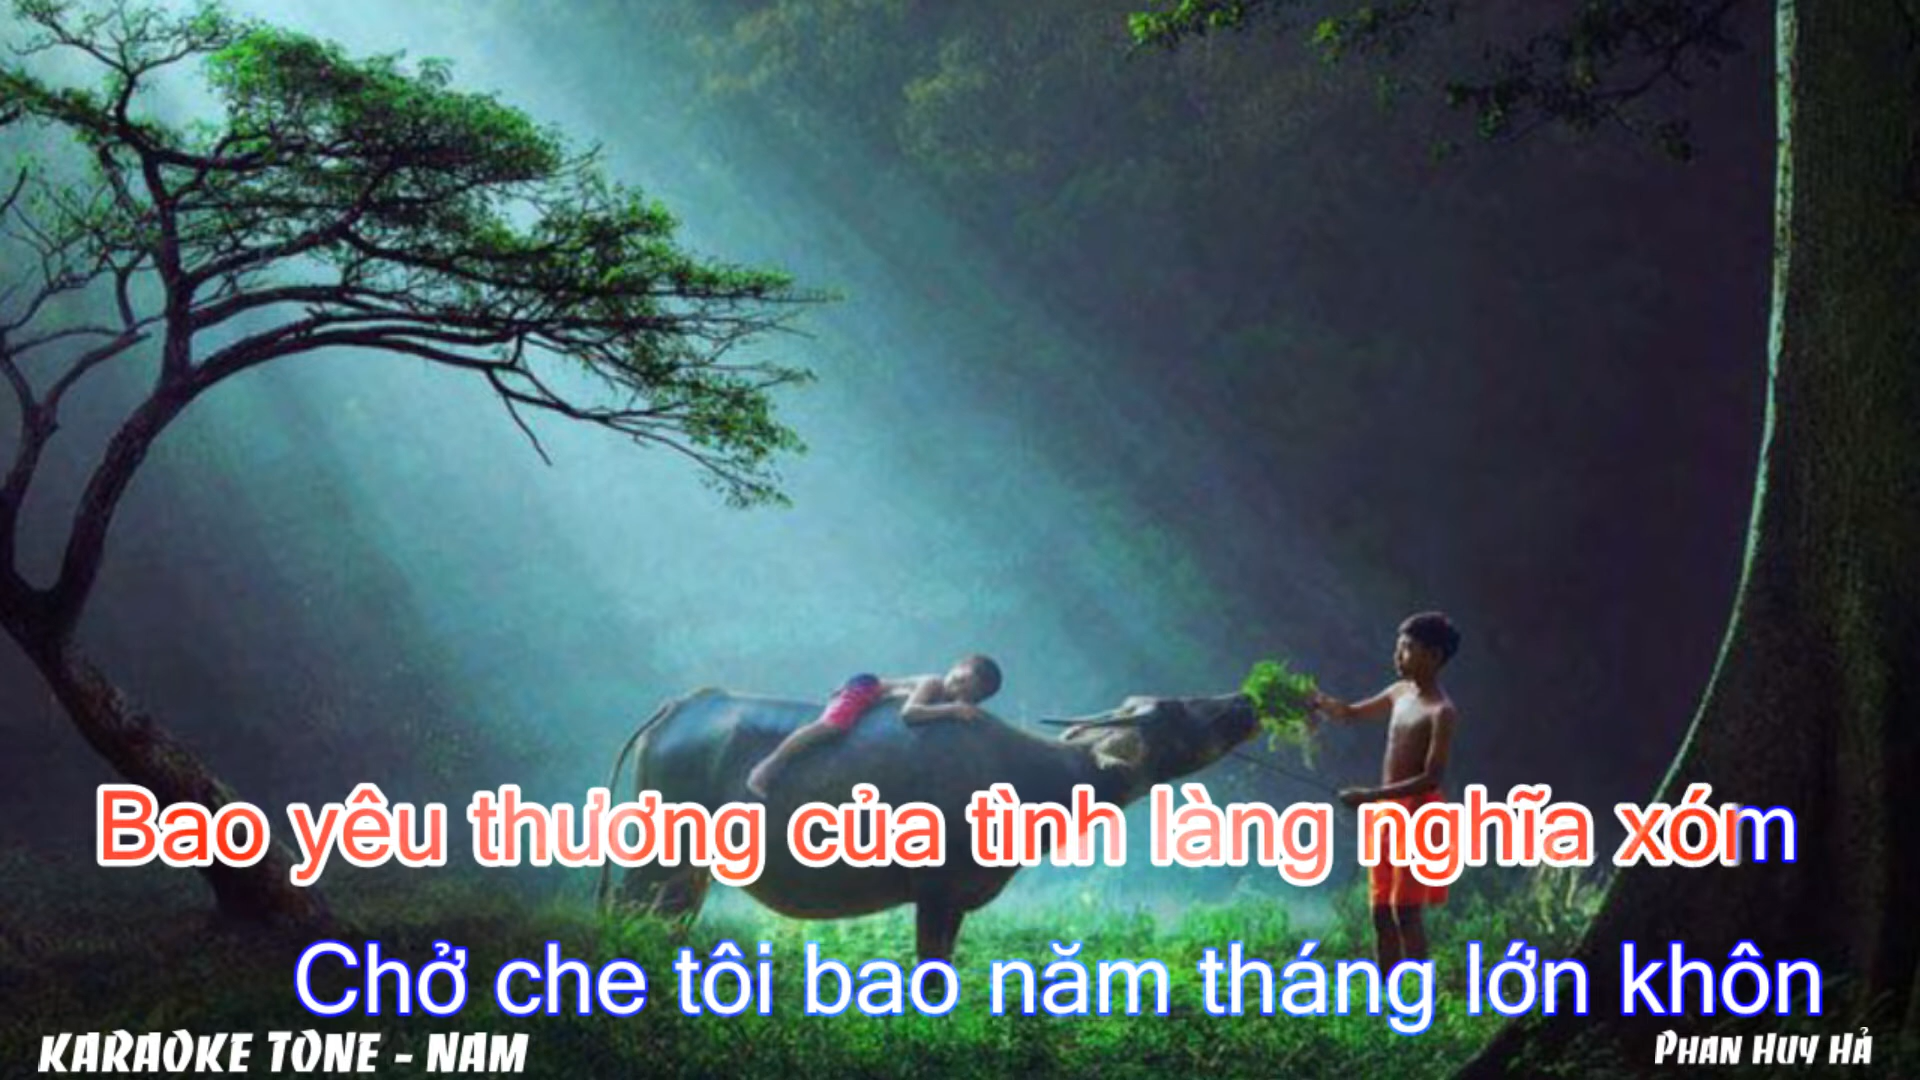 Bao yêu thương của tình làng nghĩa xóm
Chở che tôi bao năm tháng lớn khôn
KARAOKE TONE - NAM
PHAN HUY HẢ